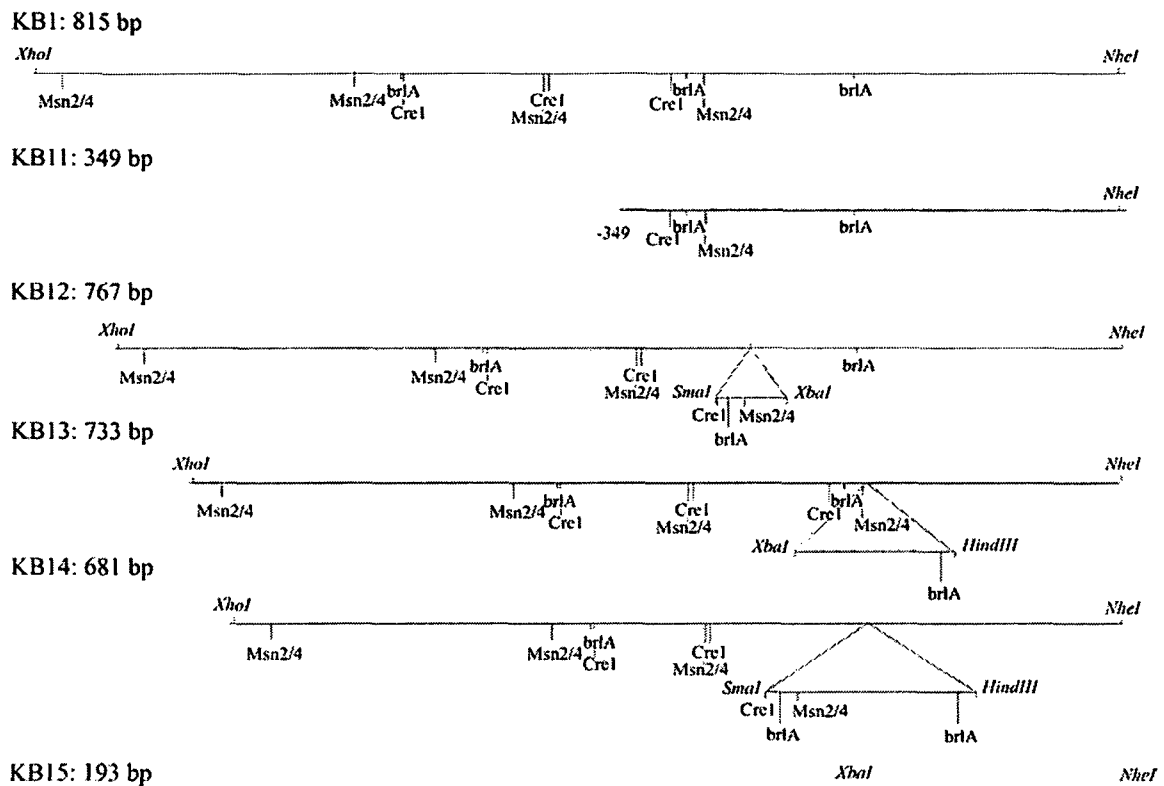 KB1: 815 bp
XhoI NheI
Msn2/4 Msn2/4 brlA Cre1 Cre1 Msn2/4 Cre1 brlA Msn2/4 brlA
KB11: 349 bp
NheI
-349 Cre1 brlA Msn2/4 brlA
KB12: 767 bp
XhoI NheI
Msn2/4 Msn2/4 brlA Cre1 Cre1 Msn2/4 brlA
SmaI XbaI
Cre1 Msn2/4
brlA
KB13: 733 bp
XhoI NheI
Msn2/4 Msn2/4 brlA Cre1 Cre1 Msn2/4 Cre1 brlA Msn2/4
XbaI HindIII
brlA
KB14: 681 bp
XhoI NheI
Msn2/4 Msn2/4 brlA Cre1 Cre1 Msn2/4
SmaI HindIII
Cre1 Msn2/4
brlA brlA
KB15: 193 bp XbaI NheI